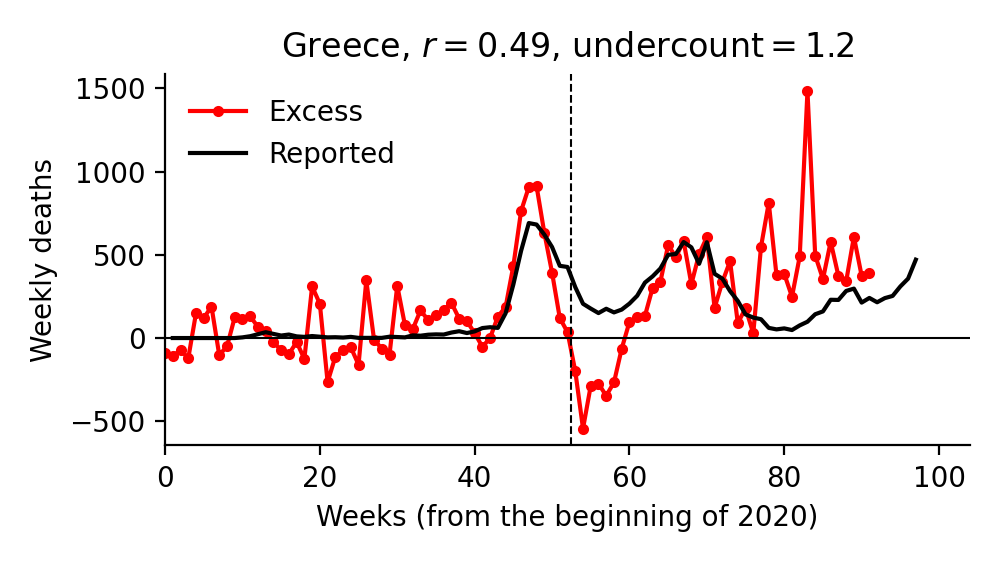 Greece, r = 0.49, undercount = 1.2
Excess
Reported
Weekly deaths
1500
1000
500
0
−500
0 20 40 60 80 100
Weeks (from the beginning of 2020)